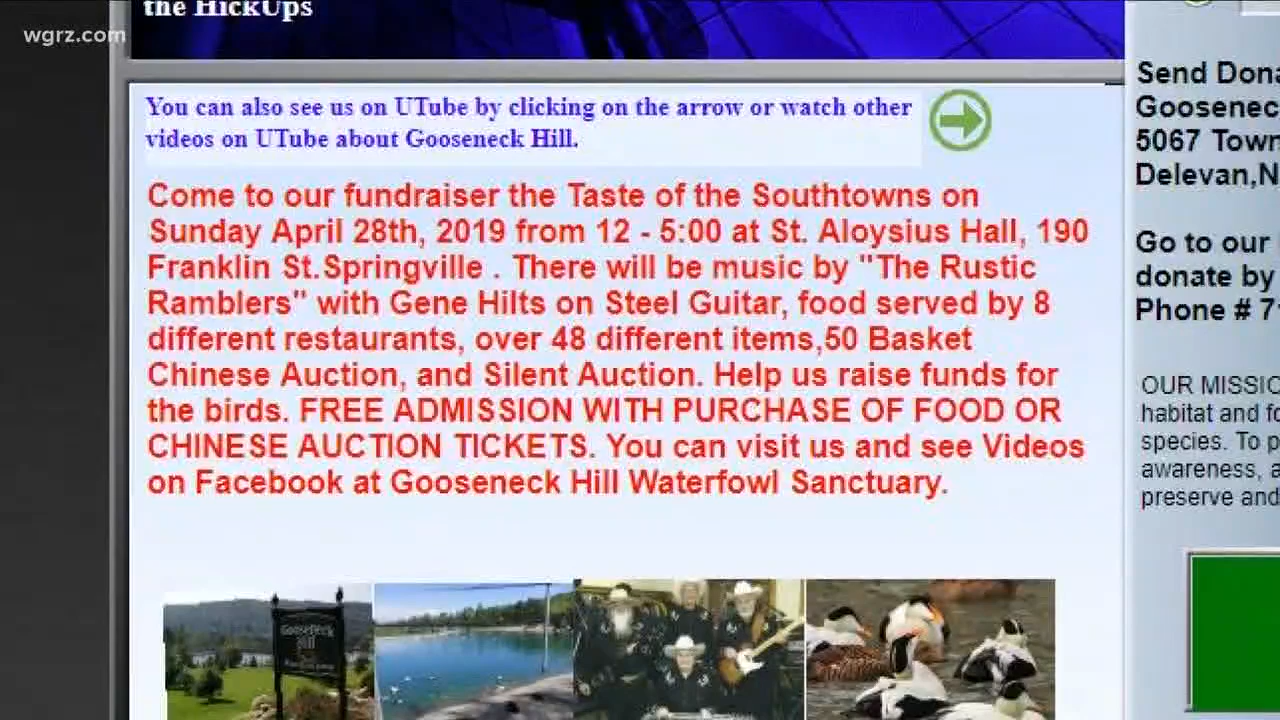 the HickUps
wgrz.com
You can also see us on UTube by clicking on the arrow or watch other
videos on UTube about Gooseneck Hill.
Come to our fundraiser the Taste of the Southtowns on
Sunday April 28th, 2019 from 12 - 5:00 at St. Aloysius Hall, 190
Franklin St.Springville . There will be music by "The Rustic
Ramblers" with Gene Hilts on Steel Guitar, food served by 8
different restaurants, over 48 different items,50 Basket
Chinese Auction, and Silent Auction. Help us raise funds for
the birds. FREE ADMISSION WITH PURCHASE OF FOOD OR
CHINESE AUCTION TICKETS. You can visit us and see Videos
on Facebook at Gooseneck Hill Waterfowl Sanctuary.
Gooseneck
Hill
Send Dona
Goosenec
5067 Town
Delevan,N
Go to our
donate by
Phone # 7
OUR MISSIO
habitat and fo
species. To p
awareness, a
preserve and